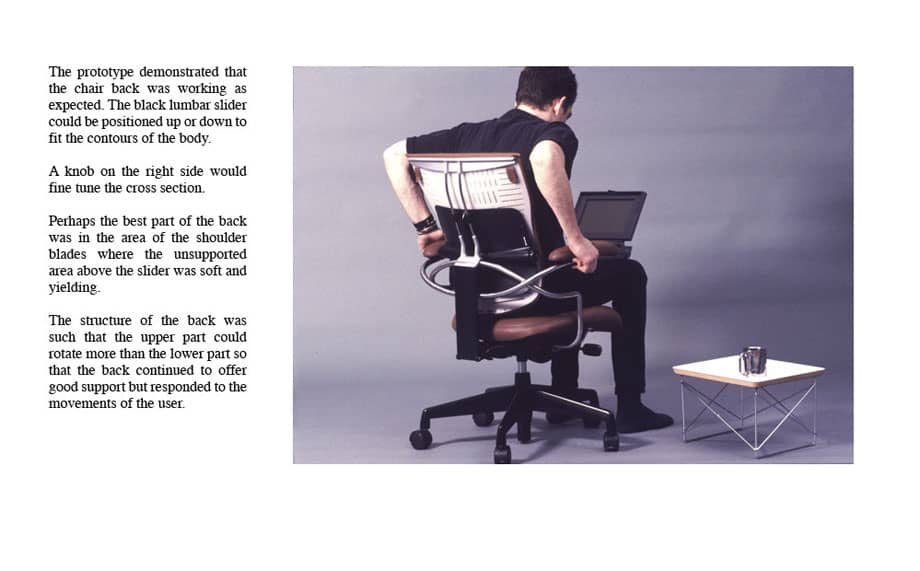 The prototype demonstrated that
the chair back was working as
expected. The black lumbar slider
could be positioned up or down to
fit the contours of the body.
A knob on the right side would
fine tune the cross section.
Perhaps the best part of the back
was in the area of the shoulder
blades where the unsupported
area above the slider was soft and
yielding.
The structure of the back was
such that the upper part could
rotate more than the lower part so
that the back continued to offer
good support but responded to the
movements of the user.